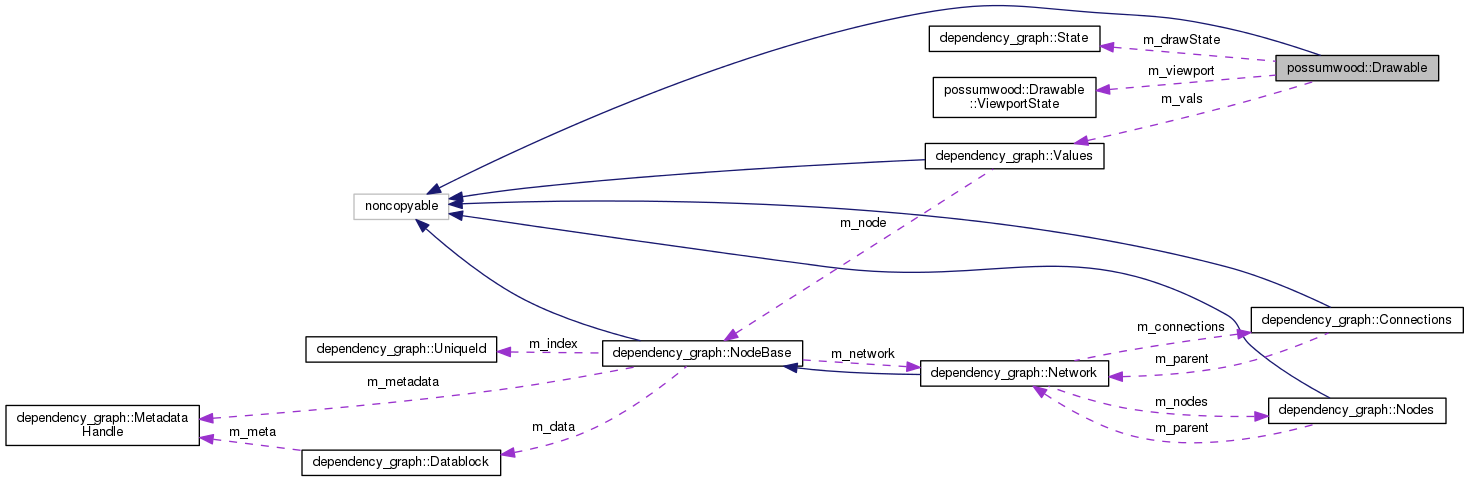 dependency_graph::State
m_drawState
possumwood::Drawable
m_viewport
possumwood::Drawable
::ViewportState
m_vals
dependency_graph::Values
noncopyable
m_node
dependency_graph::Connections
m_connections
dependency_graph::UniqueId
m_index
dependency_graph::NodeBase
m_network
m_parent
dependency_graph::Network
m_metadata
m_nodes
dependency_graph::Nodes
dependency_graph::Metadata
Handle
m_meta
m_data
m_parent
dependency_graph::Datablock